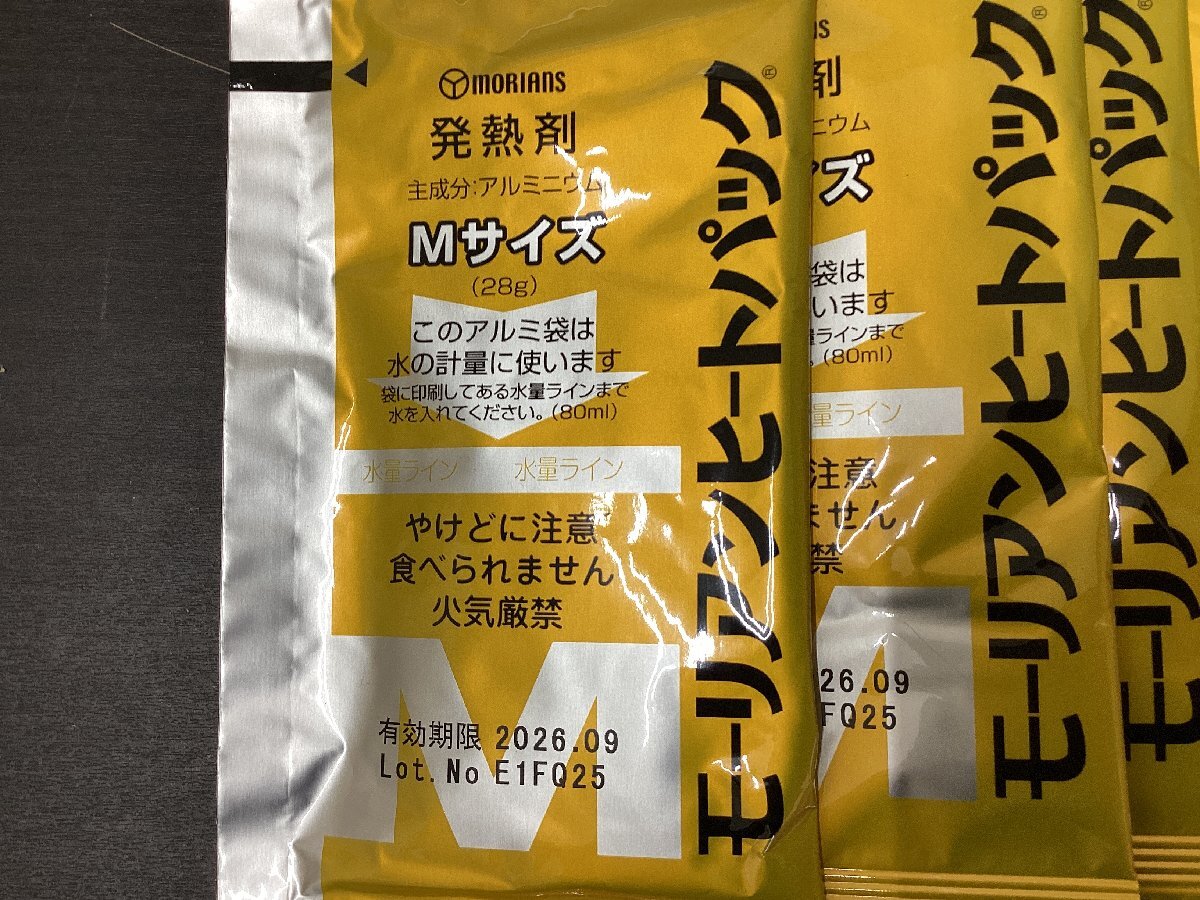 MORIANS
発熱剤
主成分:アルミニウム
Mサイズ
(28g)
このアルミ袋は
水の計量に使います
袋に印刷してある水量ラインまで
水を入れてください。(80ml)
水量ライン 水量ライン
やけどに注意
食べられません
火気厳禁
M
有効期限 2026.09
Lot.No E1FQ25
モーリアンヒートパック®
NS
剤
ニウム
ズ
袋は
います
量ラインまで
。(80ml)
量ライン
注意
ません
禁
26.09
FQ25
モーリアンヒートパック®
モーリアンヒートパック®